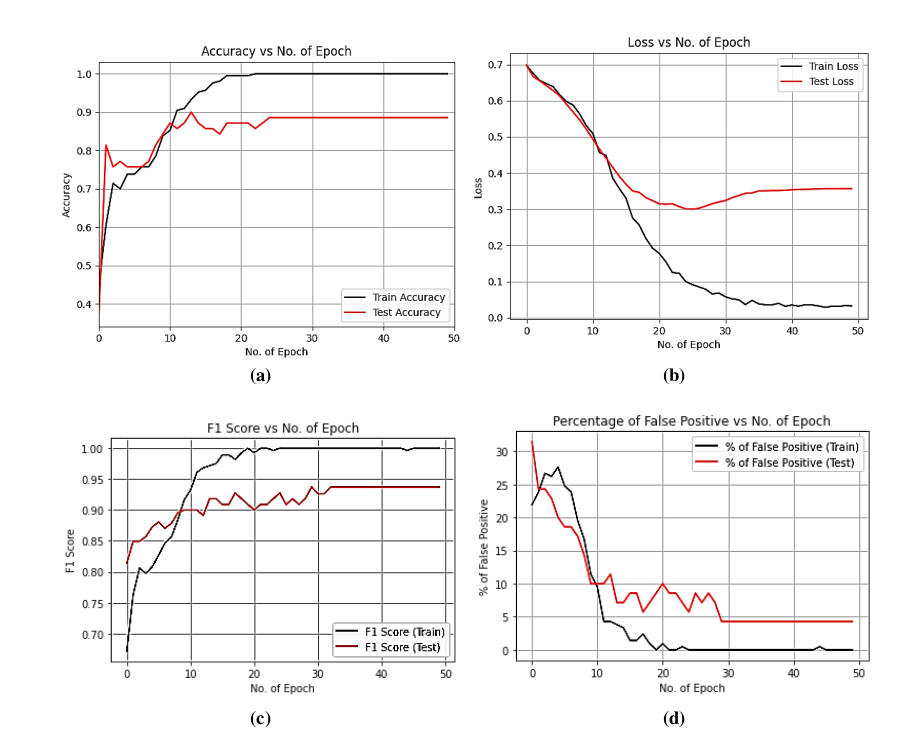 Accuracy vs No. of Epoch
1.0
0.9
0.8
0.7
0.6
0.5
0.4
Accuracy
Train Accuracy
Test Accuracy
0 10 20 30 40 50
No. of Epoch
(a)
Loss vs No. of Epoch
0.7
0.6
0.5
0.4
0.3
0.2
0.1
0.0
Loss
Train Loss
Test Loss
0 10 20 30 40 50
No. of Epoch
(b)
F1 Score vs No. of Epoch
1.00
0.95
0.90
0.85
0.80
0.75
0.70
F1 Score
F1 Score (Train)
F1 Score (Test)
0 10 20 30 40 50
No. of Epoch
(c)
Percentage of False Positive vs No. of Epoch
30
25
20
15
10
5
0
% of False Positive
% of False Positive (Train)
% of False Positive (Test)
0 10 20 30 40 50
No. of Epoch
(d)